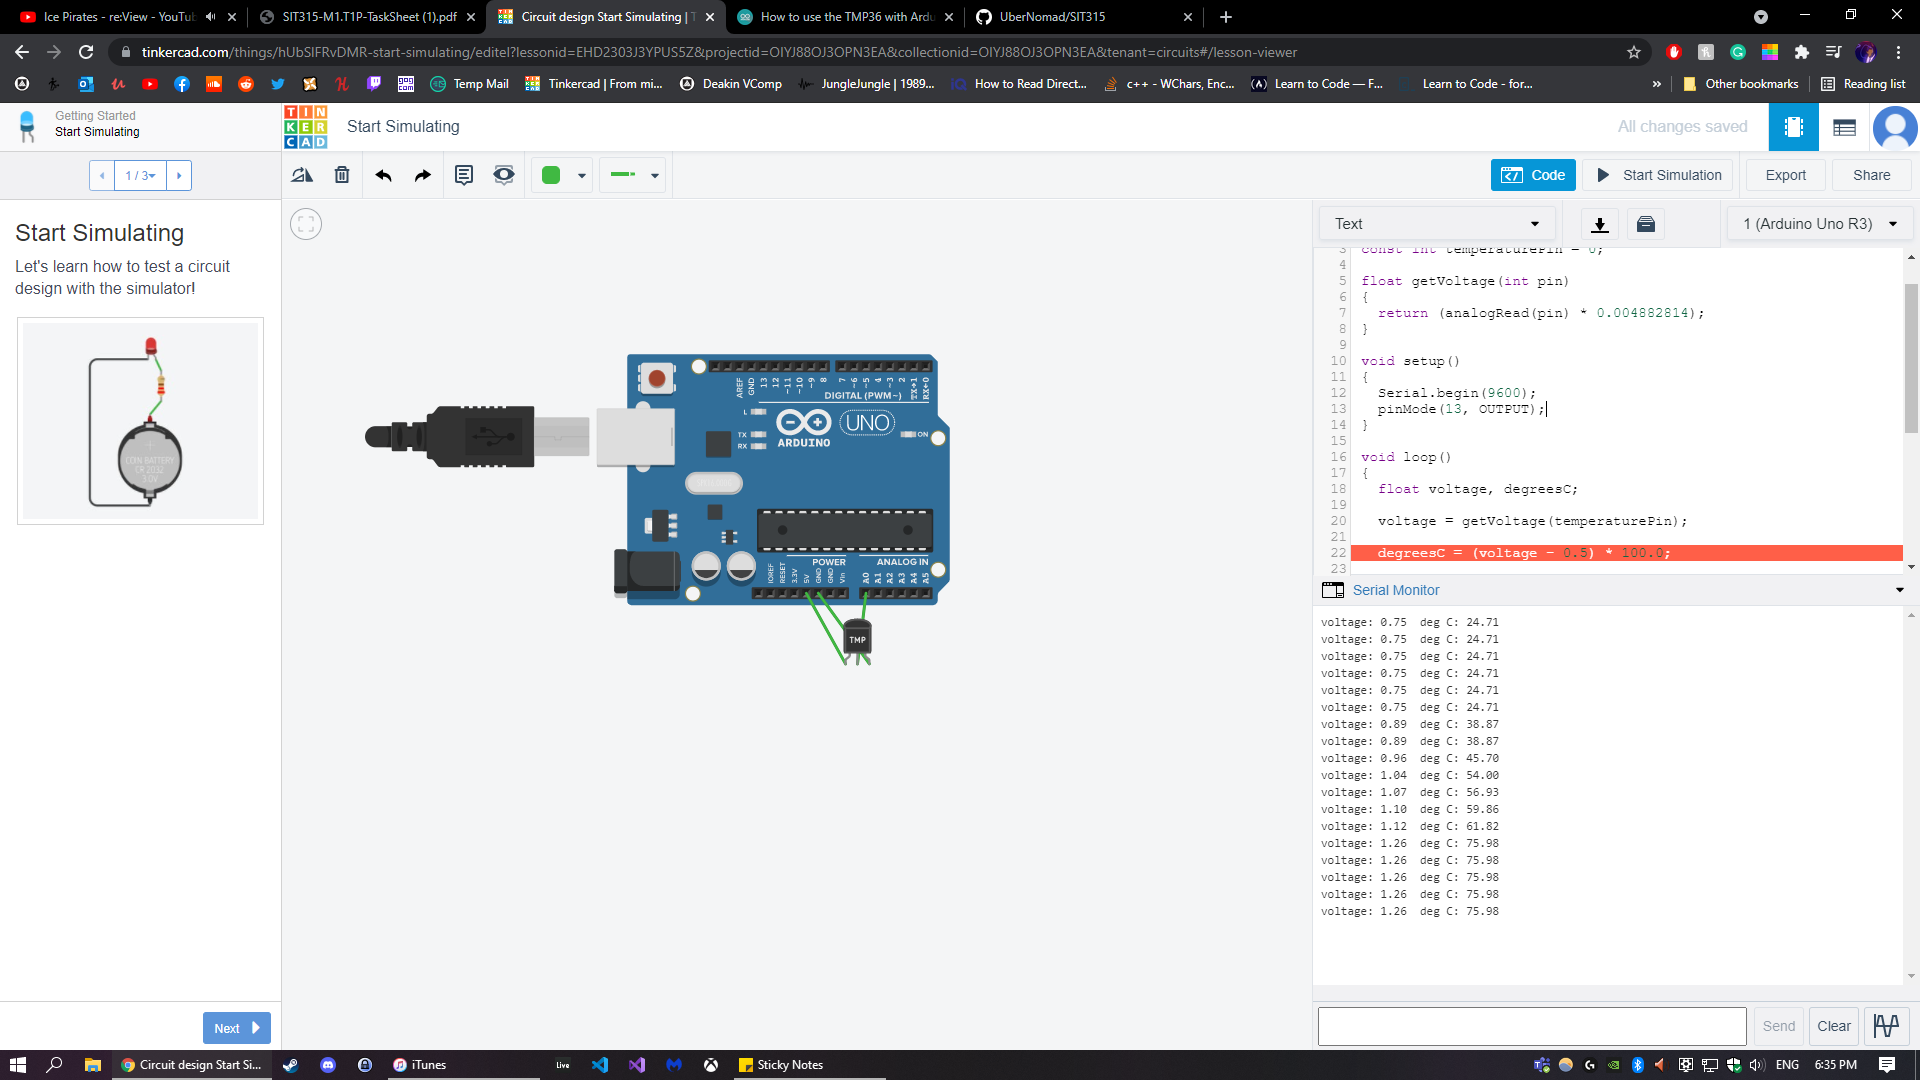 Ice Pirates - re:View - YouTu
SIT315-M1.T1P-TaskSheet (1).pdf
Circuit design Start Simulating | T
How to use the TMP36 with Ardu
UberNomad/SIT315
tinkercad.com/things/hUbSlFRvDMR-start-simulating/editel?lessonid=EHD2303J3YPUS5Z&projectid=OIYJ88OJ3OPN3EA&collectionid=OIYJ88OJ3OPN3EA&tenant=circuits#/lesson-viewer
Temp Mail
Tinkercad | From mi...
Deakin VComp
JungleJungle | 1989...
How to Read Direct...
c++ - WChars, Enc...
Learn to Code — F...
Learn to Code - for...
»
Other bookmarks
Reading list
Getting Started
Start Simulating
TINKERCAD
Start Simulating
All changes saved
1 / 3
Code
Start Simulation
Export
Share
Start Simulating
Let's learn how to test a circuit
design with the simulator!
COIN BATTERY
CR 2032
3.0V
Text
1 (Arduino Uno R3)
3 const int temperaturePin = 0;
4
5 float getVoltage(int pin)
6 {
7 return (analogRead(pin) * 0.004882814);
8 }
9
10 void setup()
11 {
12 Serial.begin(9600);
13 pinMode(13, OUTPUT);
14 }
15
16 void loop()
17 {
18 float voltage, degreesC;
19
20 voltage = getVoltage(temperaturePin);
21
22 degreesC = (voltage - 0.5) * 100.0;
23
AREF
GND
13
12
~11
~10
~9
8
7
~6
~5
4
~3
2
TX→1
RX←0
DIGITAL (PWM~)
L
TX
RX
ARDUINO
UNO
ON
POWER
ANALOG IN
IOREF
RESET
3.3V
5V
GND
GND
Vin
A0
A1
A2
A3
A4
A5
TMP
Serial Monitor
voltage: 0.75 deg C: 24.71
voltage: 0.75 deg C: 24.71
voltage: 0.75 deg C: 24.71
voltage: 0.75 deg C: 24.71
voltage: 0.75 deg C: 24.71
voltage: 0.75 deg C: 24.71
voltage: 0.89 deg C: 38.87
voltage: 0.89 deg C: 38.87
voltage: 0.96 deg C: 45.70
voltage: 1.04 deg C: 54.00
voltage: 1.07 deg C: 56.93
voltage: 1.10 deg C: 59.86
voltage: 1.12 deg C: 61.82
voltage: 1.26 deg C: 75.98
voltage: 1.26 deg C: 75.98
voltage: 1.26 deg C: 75.98
voltage: 1.26 deg C: 75.98
voltage: 1.26 deg C: 75.98
Next
Send
Clear
Circuit design Start Si...
iTunes
Live
Sticky Notes
ENG
6:35 PM